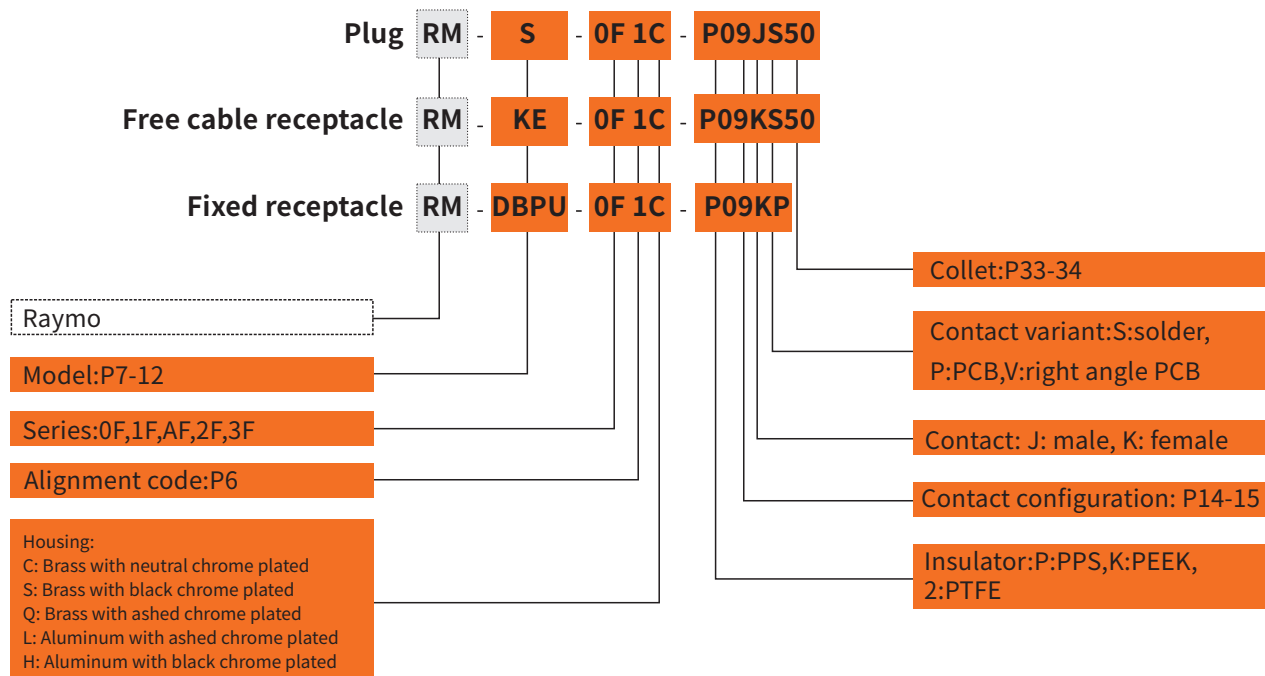 Plug RM - S - 0F 1C - P09JS50
Free cable receptacle RM - KE - 0F 1C - P09KS50
Fixed receptacle RM - DBPU - 0F 1C - P09KP
Raymo
Model:P7-12
Series:0F,1F,AF,2F,3F
Alignment code:P6
Housing:
C: Brass with neutral chrome plated
S: Brass with black chrome plated
Q: Brass with ashed chrome plated
L: Aluminum with ashed chrome plated
H: Aluminum with black chrome plated
Collet:P33-34
Contact variant:S:solder,
P:PCB,V:right angle PCB
Contact: J: male, K: female
Contact configuration: P14-15
Insulator:P:PPS,K:PEEK,
2:PTFE